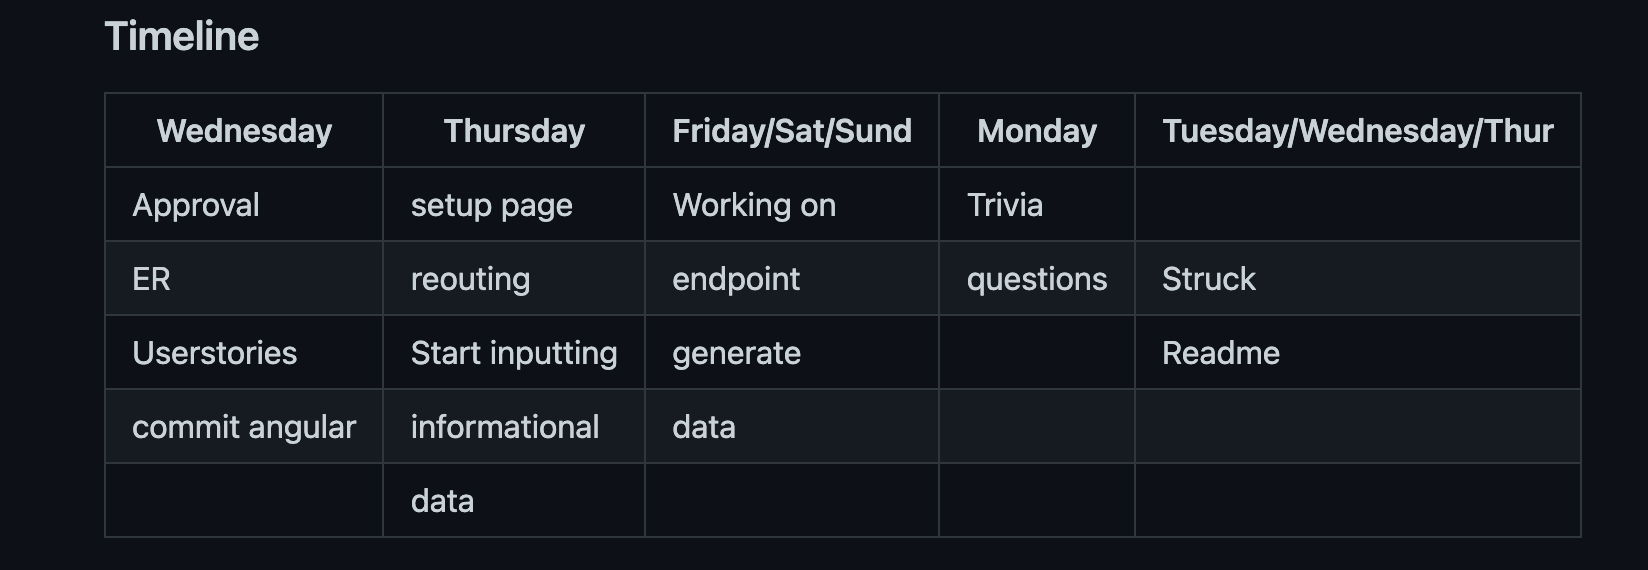 Timeline
Wednesday Thursday Friday/Sat/Sund Monday Tuesday/Wednesday/Thur
Approval setup page Working on Trivia
ER reouting endpoint questions Struck
Userstories Start inputting generate Readme
commit angular informational data
data